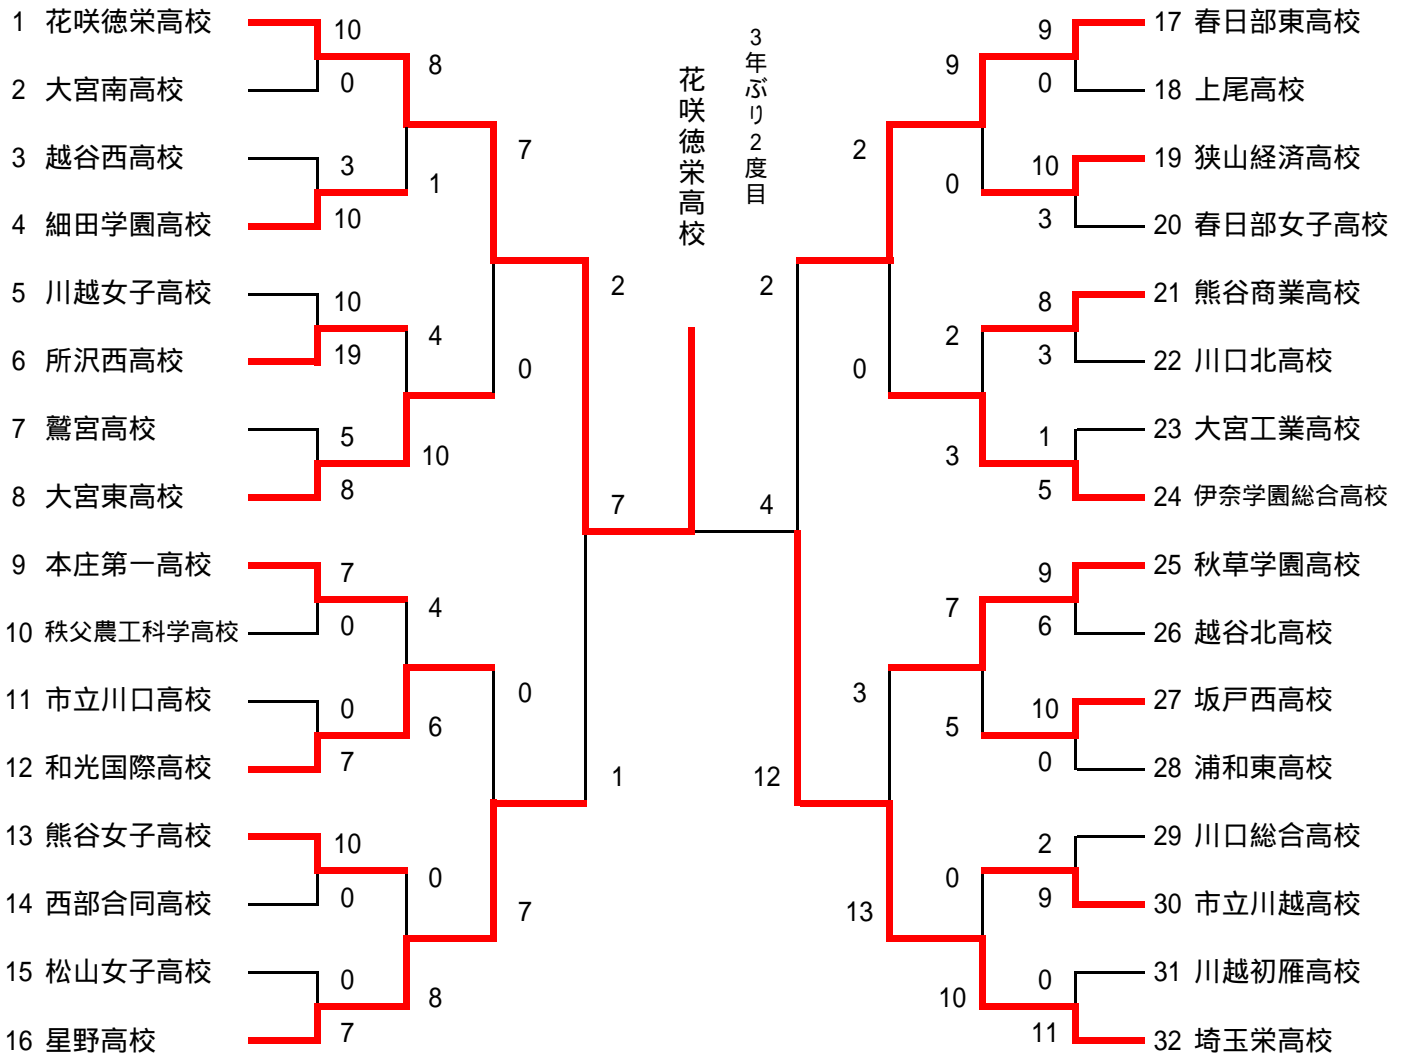 3年ぶり2度目
花咲徳栄高校
1 花咲徳栄高校
2 大宮南高校
3 越谷西高校
4 細田学園高校
5 川越女子高校
6 所沢西高校
7 鷲宮高校
8 大宮東高校
9 本庄第一高校
10 秩父農工科学高校
11 市立川口高校
12 和光国際高校
13 熊谷女子高校
14 西部合同高校
15 松山女子高校
16 星野高校
10
0
3
10
10
19
5
8
7
0
0
7
10
0
0
7
8
1
4
10
4
6
0
8
7
0
0
7
2
1
7
4
2
12
2
0
3
13
9
0
2
3
7
5
0
10
9
0
10
3
8
3
1
5
9
6
10
0
2
9
0
11
17 春日部東高校
18 上尾高校
19 狭山経済高校
20 春日部女子高校
21 熊谷商業高校
22 川口北高校
23 大宮工業高校
24 伊奈学園総合高校
25 秋草学園高校
26 越谷北高校
27 坂戸西高校
28 浦和東高校
29 川口総合高校
30 市立川越高校
31 川越初雁高校
32 埼玉栄高校